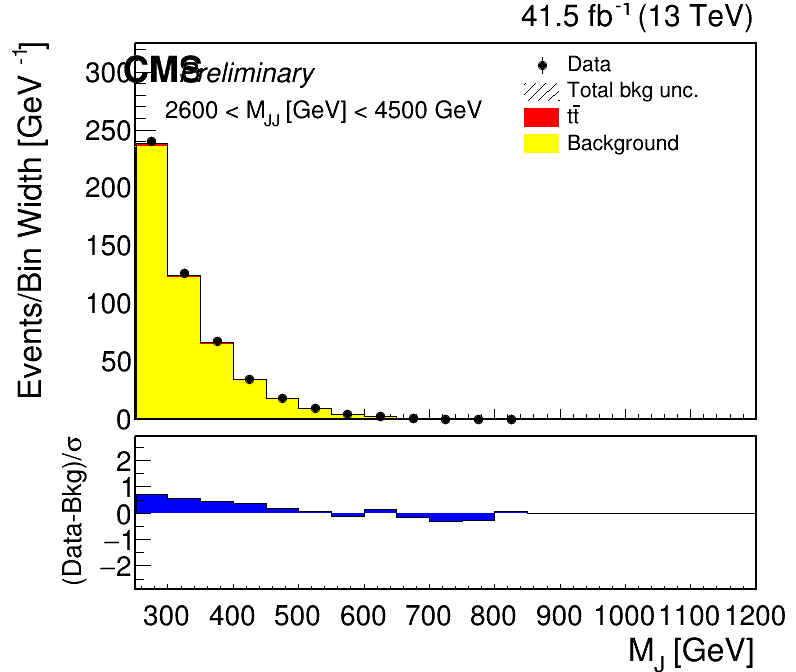 41.5 fb⁻¹ (13 TeV)
CMS Preliminary
2600 < M_JJ [GeV] < 4500 GeV
Data
Total bkg unc.
tt̄
Background
Events/Bin Width [GeV⁻¹]
300
250
200
150
100
50
0
(Data-Bkg)/σ
2
1
0
−1
−2
300 400 500 600 700 800 900 1000 1100 1200
M_J [GeV]